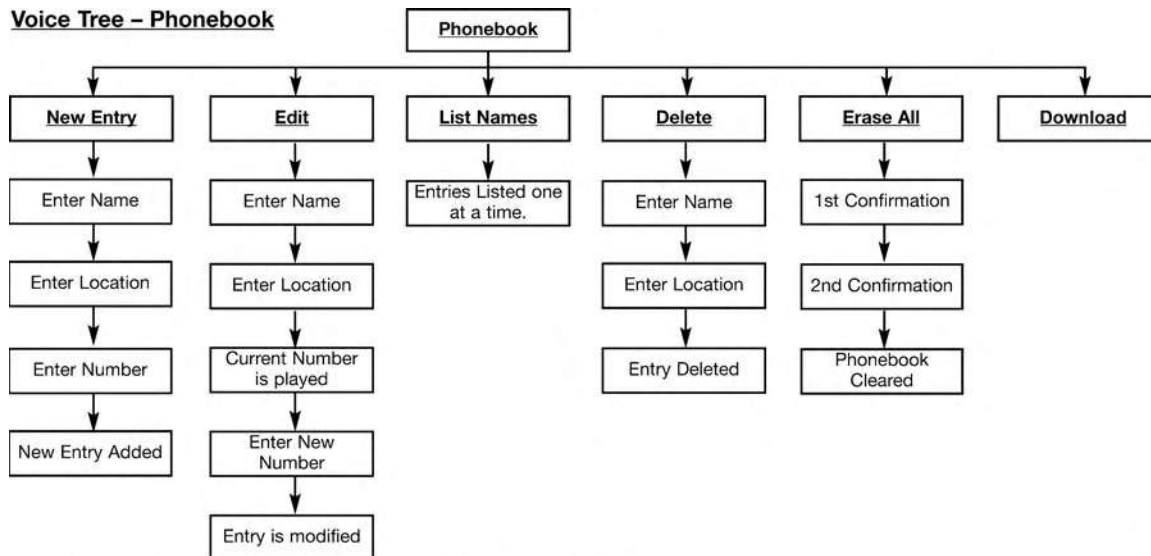 Voice Tree – Phonebook
Phonebook
New Entry
Edit
List Names
Delete
Erase All
Download
Enter Name
Enter Name
Entries Listed one
at a time.
Enter Name
1st Confirmation
Enter Location
Enter Location
Enter Location
2nd Confirmation
Enter Number
Current Number
is played
Entry Deleted
Phonebook
Cleared
New Entry Added
Enter New
Number
Entry is modified